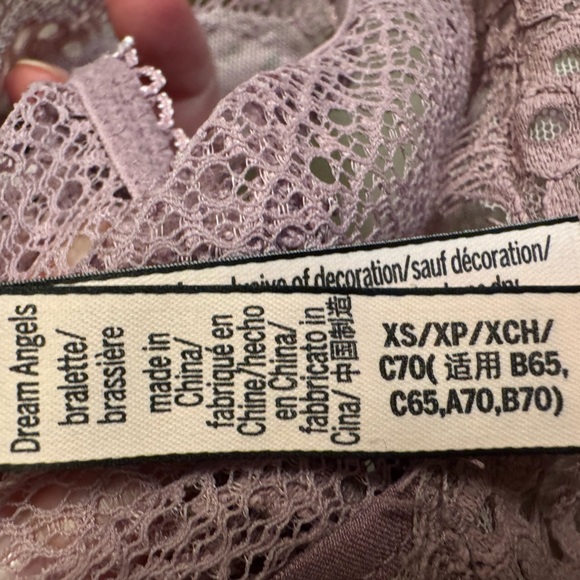 of decoration/sauf décoration/
Dream Angels
bralette/
brassière
made in
China/
fabriqué en
Chine/hecho
en China/
fabbricato in
Cina/ 中国制造
XS/XP/XCH/
C70( 适用 B65,
C65,A70,B70)